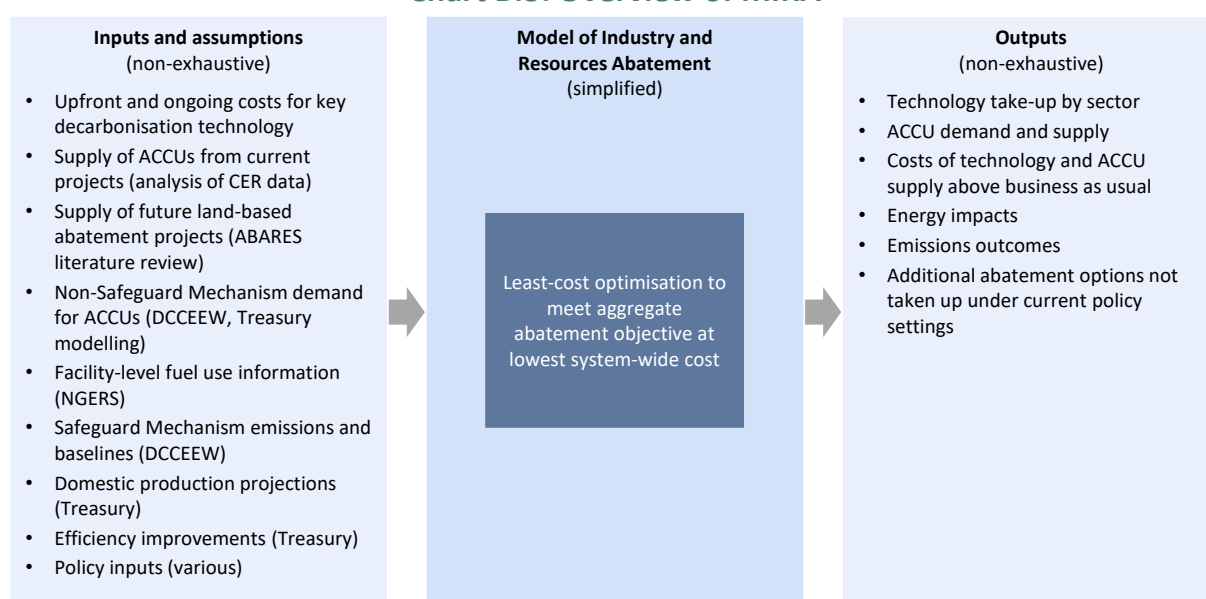 Inputs and assumptions
(non-exhaustive)
• Upfront and ongoing costs for key
decarbonisation technology
• Supply of ACCUs from current
projects (analysis of CER data)
• Supply of future land-based
abatement projects (ABARES
literature review)
• Non-Safeguard Mechanism demand
for ACCUs (DCCEEW, Treasury
modelling)
• Facility-level fuel use information
(NGERS)
• Safeguard Mechanism emissions and
baselines (DCCEEW)
• Domestic production projections
(Treasury)
• Efficiency improvements (Treasury)
• Policy inputs (various)
Model of Industry and
Resources Abatement
(simplified)
Least-cost optimisation to
meet aggregate
abatement objective at
lowest system-wide cost
Outputs
(non-exhaustive)
• Technology take-up by sector
• ACCU demand and supply
• Costs of technology and ACCU
supply above business as usual
• Energy impacts
• Emissions outcomes
• Additional abatement options not
taken up under current policy
settings